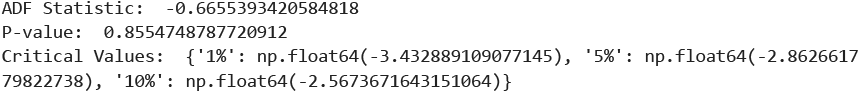 ADF Statistic:  -0.6655393420584818
P-value:  0.8554748787720912
Critical Values:  {'1%': np.float64(-3.432889109077145), '5%': np.float64(-2.8626617
79822738), '10%': np.float64(-2.5673671643151064)}